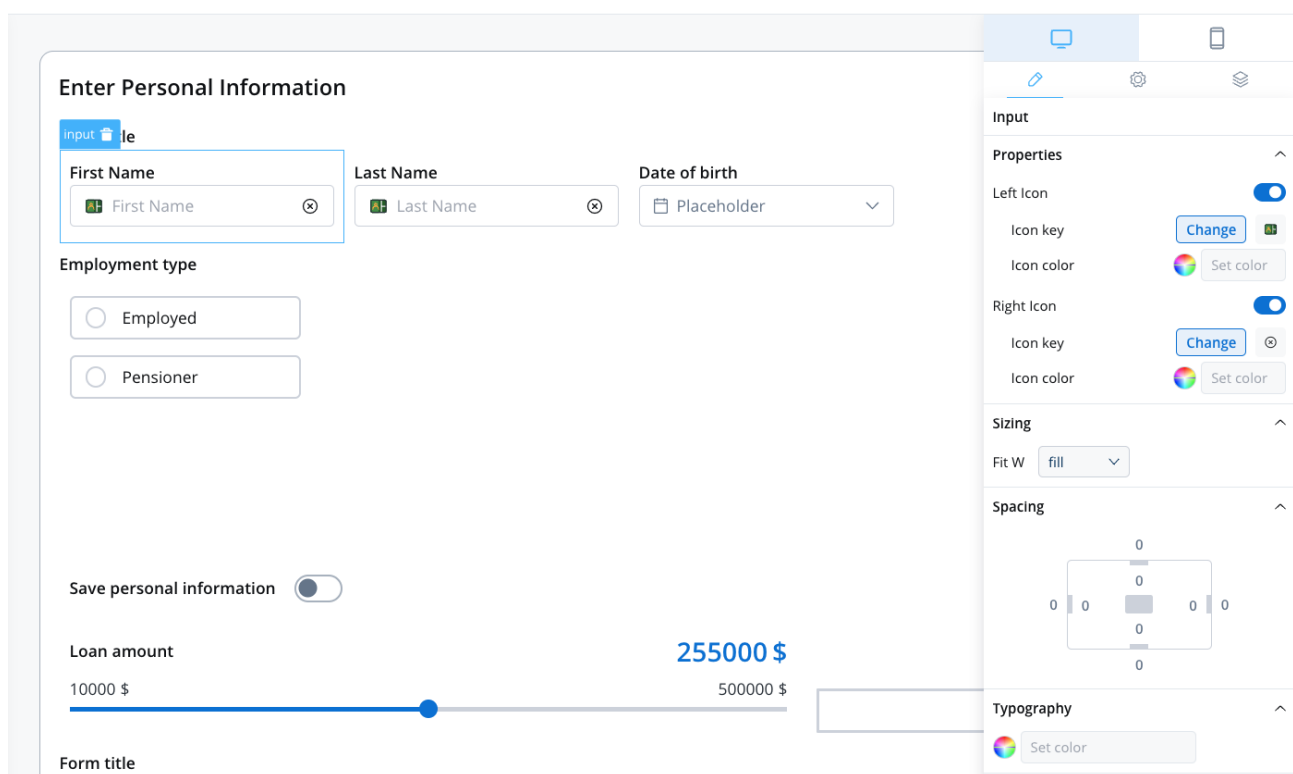 Enter Personal Information
input
le
First Name
Last Name
Date of birth
First Name
Last Name
Placeholder
Employment type
Employed
Pensioner
Save personal information
Loan amount
255000 $
10000 $
500000 $
Form title
Input
Properties
Left Icon
Icon key
Change
Icon color
Set color
Right Icon
Icon key
Change
Icon color
Set color
Sizing
Fit W
fill
Spacing
0
0
0 0 0 0
0
0
Typography
Set color